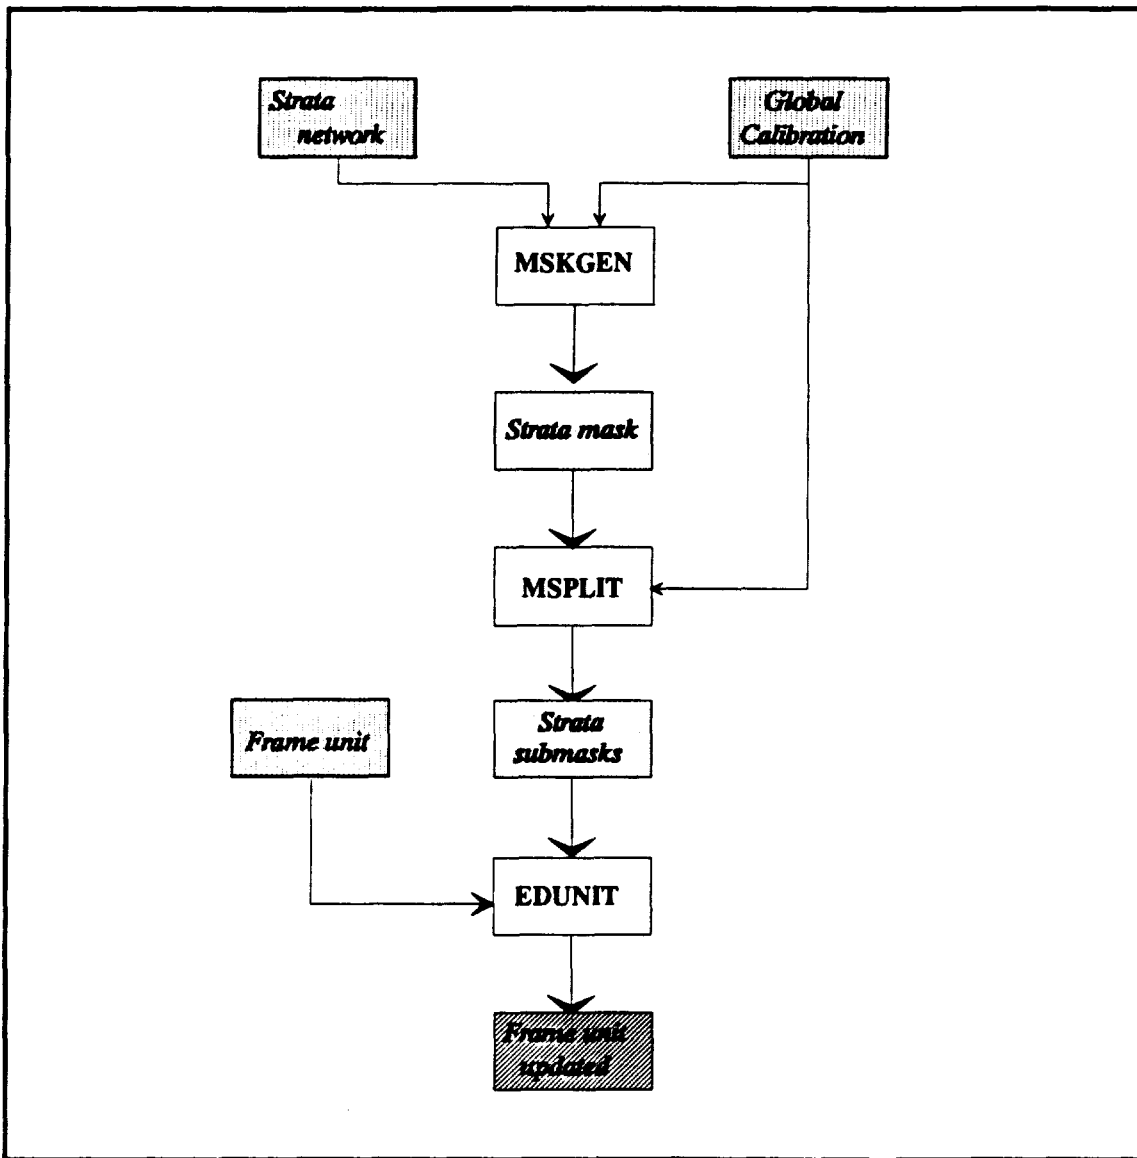 Strata
network
Global
Calibration
MSKGEN
Strata mask
MSPLIT
Strata
submasks
Frame unit
EDUNIT
Frame unit
updated